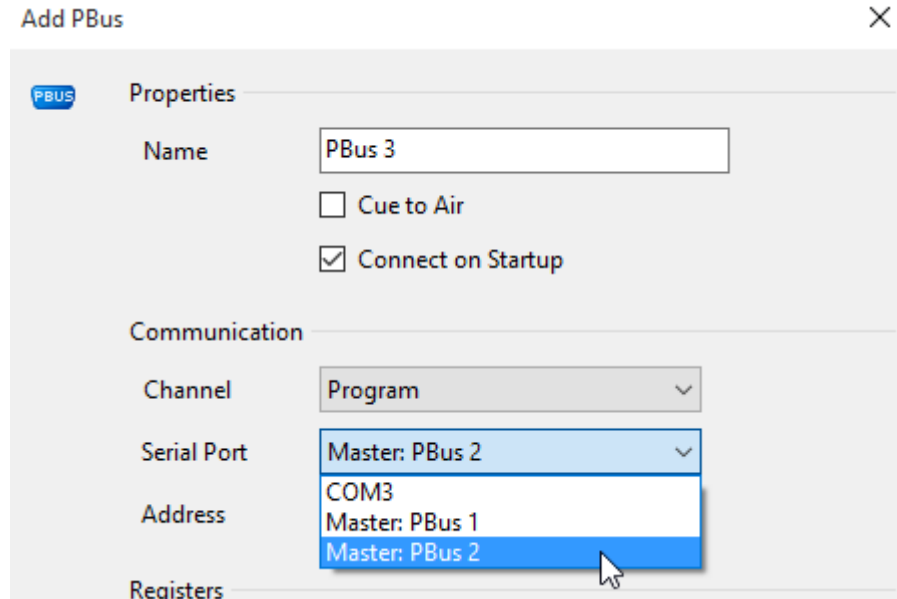 Add PBus
PBUS
Properties
Name
PBus 3
Cue to Air
Connect on Startup
Communication
Channel
Program
Serial Port
Master: PBus 2
COM3
Master: PBus 1
Master: PBus 2
Address
Registers